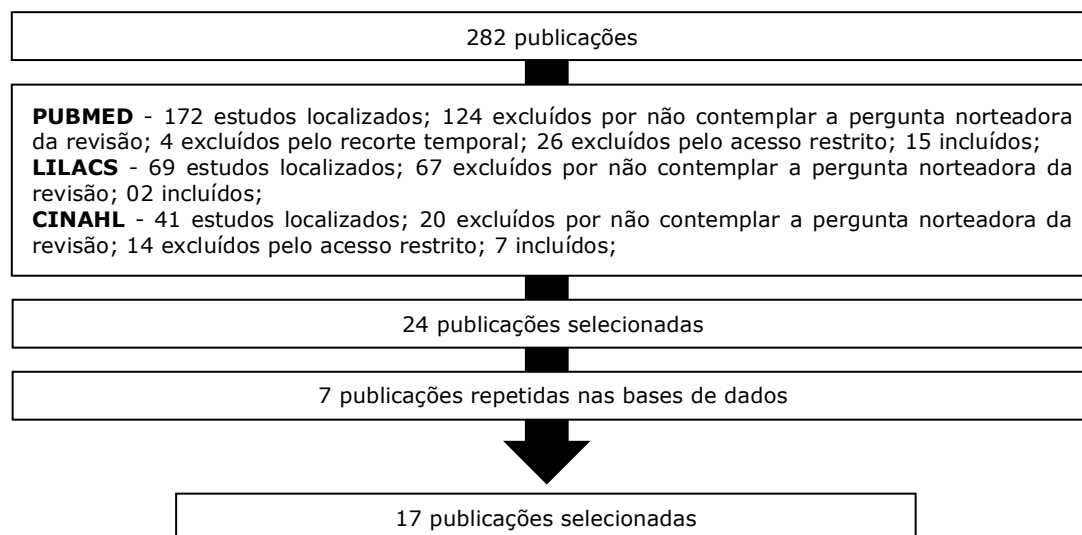 282 publicações
PUBMED - 172 estudos localizados; 124 excluídos por não contemplar a pergunta norteadora
da revisão; 4 excluídos pelo recorte temporal; 26 excluídos pelo acesso restrito; 15 incluídos;
LILACS - 69 estudos localizados; 67 excluídos por não contemplar a pergunta norteadora da
revisão; 02 incluídos;
CINAHL - 41 estudos localizados; 20 excluídos por não contemplar a pergunta norteadora da
revisão; 14 excluídos pelo acesso restrito; 7 incluídos;
24 publicações selecionadas
7 publicações repetidas nas bases de dados
17 publicações selecionadas